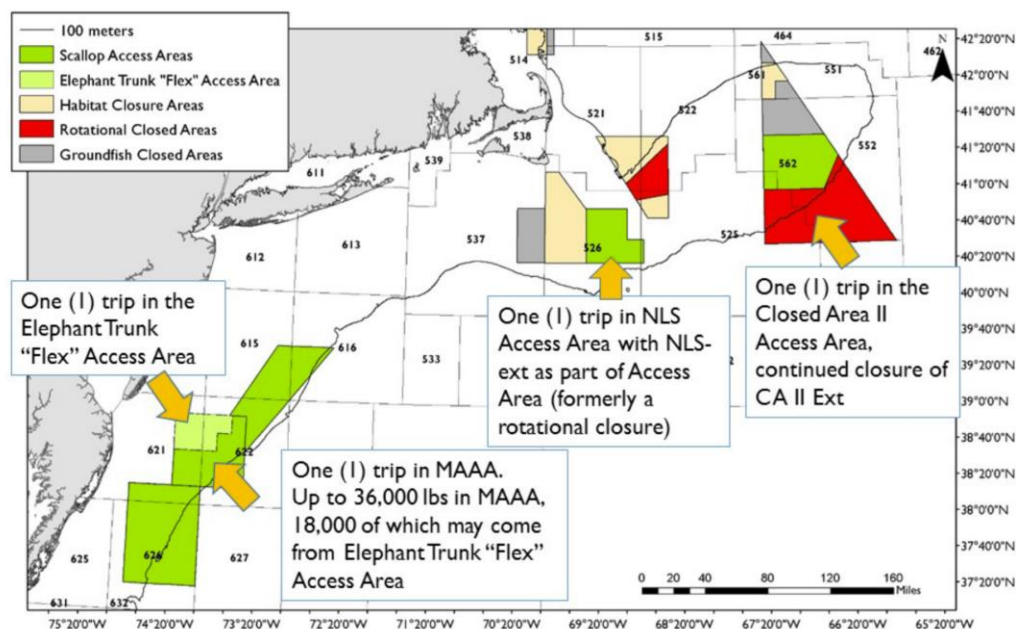 100 meters
Scallop Access Areas
Elephant Trunk "Flex" Access Area
Habitat Closure Areas
Rotational Closed Areas
Groundfish Closed Areas
515
464
462
514
561
551
521
522
538
552
539
562
611
537
526
525
612
613
615
616
533
621
622
625
626
627
631
632
N
42°20'0"N
42°0'0"N
41°40'0"N
41°20'0"N
41°0'0"N
40°40'0"N
40°20'0"N
40°0'0"N
39°40'0"N
39°20'0"N
39°0'0"N
38°40'0"N
38°20'0"N
38°0'0"N
37°40'0"N
37°20'0"N
One (1) trip in the
Elephant Trunk
“Flex” Access Area
One (1) trip in NLS
Access Area with NLS-
ext as part of Access
Area (formerly a
rotational closure)
One (1) trip in the
Closed Area II
Access Area,
continued closure of
CA II Ext
One (1) trip in MAAA.
Up to 36,000 lbs in MAAA,
18,000 of which may come
from Elephant Trunk “Flex”
Access Area
0 20 40 80 120 160
Miles
75°20'0"W 74°20'0"W 73°20'0"W 72°20'0"W 71°20'0"W 70°20'0"W 69°20'0"W 68°20'0"W 67°20'0"W 66°20'0"W 65°20'0"W